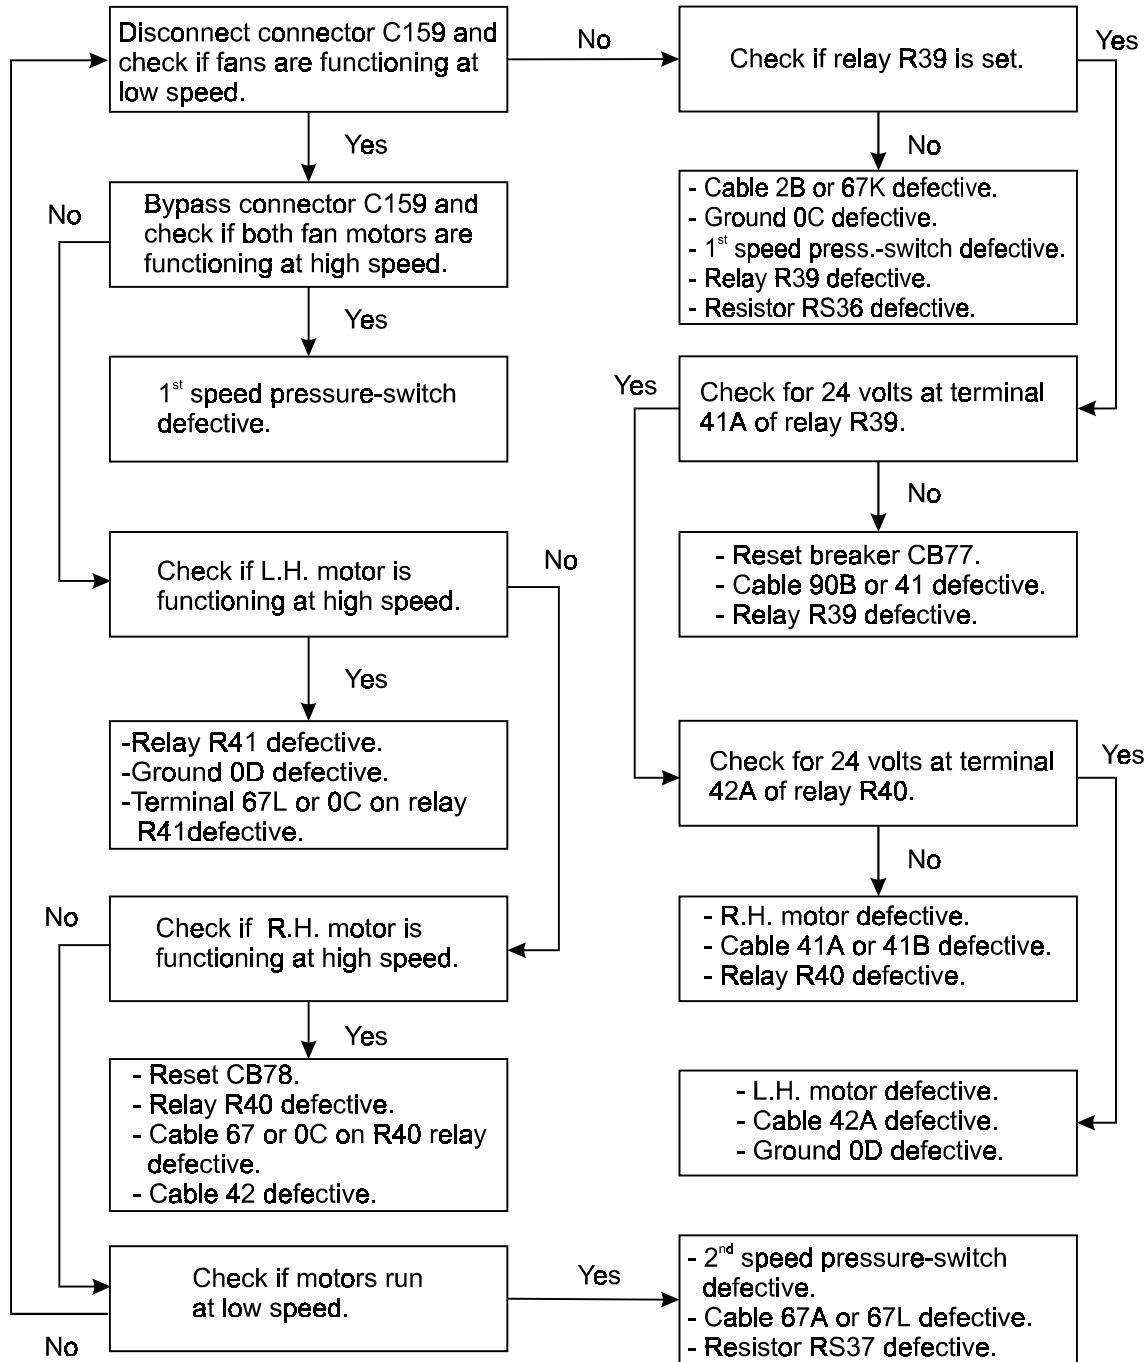 Disconnect connector C159 and
check if fans are functioning at
low speed.
No
Check if relay R39 is set.
Yes
Yes
No
No
Bypass connector C159 and
check if both fan motors are
functioning at high speed.
- Cable 2B or 67K defective.
- Ground 0C defective.
- 1st speed press.-switch defective.
- Relay R39 defective.
- Resistor RS36 defective.
Yes
1st speed pressure-switch
defective.
Yes
Check for 24 volts at terminal
41A of relay R39.
No
Check if L.H. motor is
functioning at high speed.
No
- Reset breaker CB77.
- Cable 90B or 41 defective.
- Relay R39 defective.
Yes
-Relay R41 defective.
-Ground 0D defective.
-Terminal 67L or 0C on relay
R41defective.
Check for 24 volts at terminal
42A of relay R40.
Yes
No
No
Check if R.H. motor is
functioning at high speed.
- R.H. motor defective.
- Cable 41A or 41B defective.
- Relay R40 defective.
Yes
- Reset CB78.
- Relay R40 defective.
- Cable 67 or 0C on R40 relay
defective.
- Cable 42 defective.
- L.H. motor defective.
- Cable 42A defective.
- Ground 0D defective.
Check if motors run
at low speed.
Yes
No
- 2nd speed pressure-switch
defective.
- Cable 67A or 67L defective.
- Resistor RS37 defective.